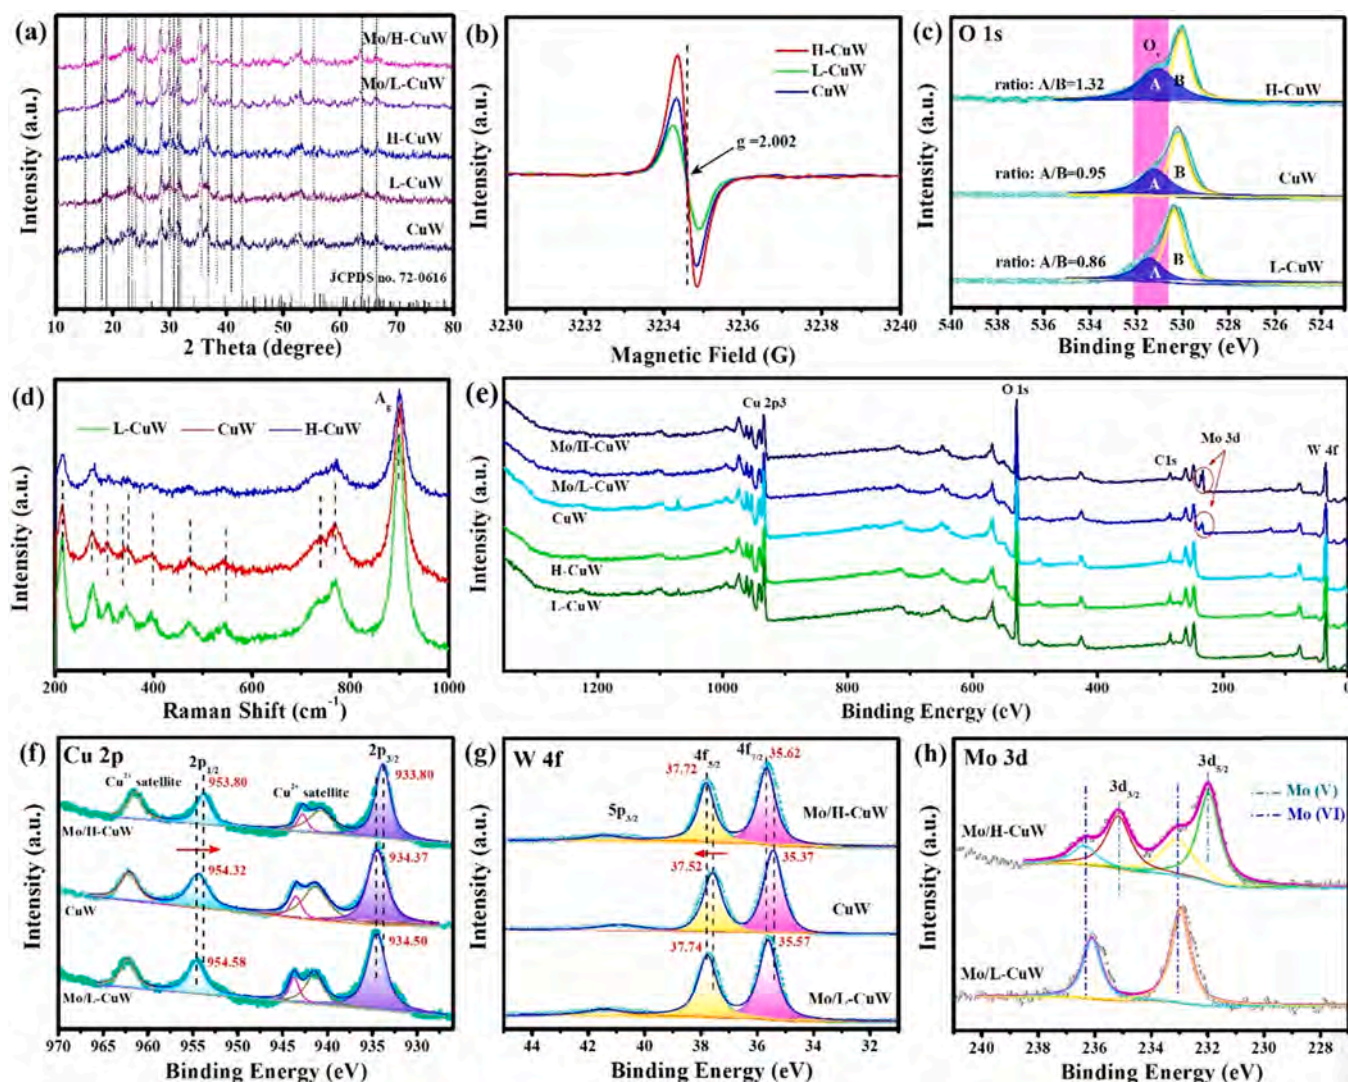 (a)
Mo/H-CuW
Mo/L-CuW
H-CuW
L-CuW
CuW
JCPDS no. 72-0616
Intensity (a.u.)
10 20 30 40 50 60 70 80
2 Theta (degree)
(b)
H-CuW
L-CuW
CuW
g =2.002
Intensity (a.u.)
3230 3232 3234 3236 3238 3240
Magnetic Field (G)
(c) O 1s
Ov
ratio: A/B=1.32
A B
H-CuW
ratio: A/B=0.95
A B
CuW
ratio: A/B=0.86
A B
L-CuW
Intensity (a.u.)
540 538 536 534 532 530 528 526 524
Binding Energy (eV)
(d)
Ag
L-CuW CuW H-CuW
Intensity (a.u.)
200 400 600 800 1000
Raman Shift (cm-1)
(e)
O 1s
Cu 2p3
Mo 3d
C1s
W 4f
Mo/H-CuW
Mo/L-CuW
CuW
H-CuW
L-CuW
Intensity (a.u.)
1200 1000 800 600 400 200 0
Binding Energy (eV)
(f) Cu 2p
2p1/2
2p3/2
Cu2+ satellite
953.80
Cu2+ satellite
933.80
Mo/H-CuW
954.32
934.37
CuW
954.58
934.50
Mo/L-CuW
Intensity (a.u.)
970 965 960 955 950 945 940 935 930
Binding Energy (eV)
(g) W 4f
4f5/2
4f7/2
37.72
35.62
5p3/2
Mo/H-CuW
37.52
35.37
CuW
37.74
35.57
Mo/L-CuW
Intensity (a.u.)
44 42 40 38 36 34 32
Binding Energy (eV)
(h) Mo 3d
3d5/2
3d3/2
Mo (V)
Mo (VI)
Mo/H-CuW
Mo/L-CuW
Intensity (a.u.)
240 238 236 235 232 230 228
Binding Energy (eV)